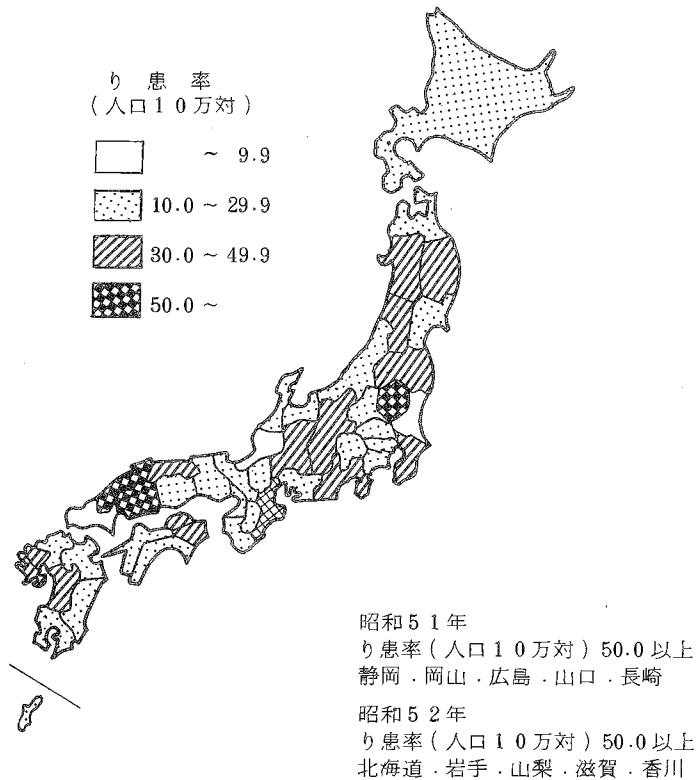 り患率
(人口10万対)
~ 9.9
10.0 ~ 29.9
30.0 ~ 49.9
50.0 ~
昭和51年
り患率(人口10万対) 50.0以上
静岡.岡山.広島.山口.長崎
昭和52年
り患率(人口10万対) 50.0以上
北海道.岩手.山梨.滋賀.香川